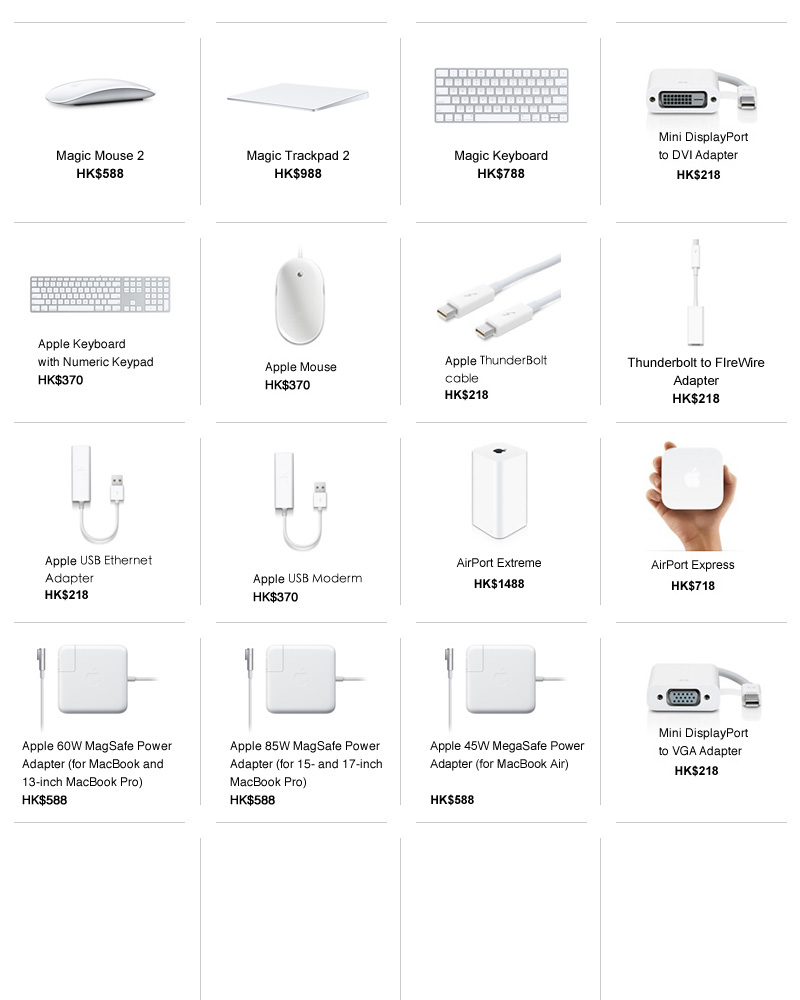 Magic Mouse 2
HK$588
Magic Trackpad 2
HK$988
Magic Keyboard
HK$788
Mini DisplayPort
to DVI Adapter
HK$218
Apple Keyboard
with Numeric Keypad
HK$370
Apple Mouse
HK$370
Apple ThunderBolt
cable
HK$218
Thunderbolt to FIreWire
Adapter
HK$218
Apple USB Ethernet
Adapter
HK$218
Apple USB Moderm
HK$370
AirPort Extreme
HK$1488
AirPort Express
HK$718
Apple 60W MagSafe Power
Adapter (for MacBook and
13-inch MacBook Pro)
HK$588
Apple 85W MagSafe Power
Adapter (for 15- and 17-inch
MacBook Pro)
HK$588
Apple 45W MegaSafe Power
Adapter (for MacBook Air)
HK$588
Mini DisplayPort
to VGA Adapter
HK$218